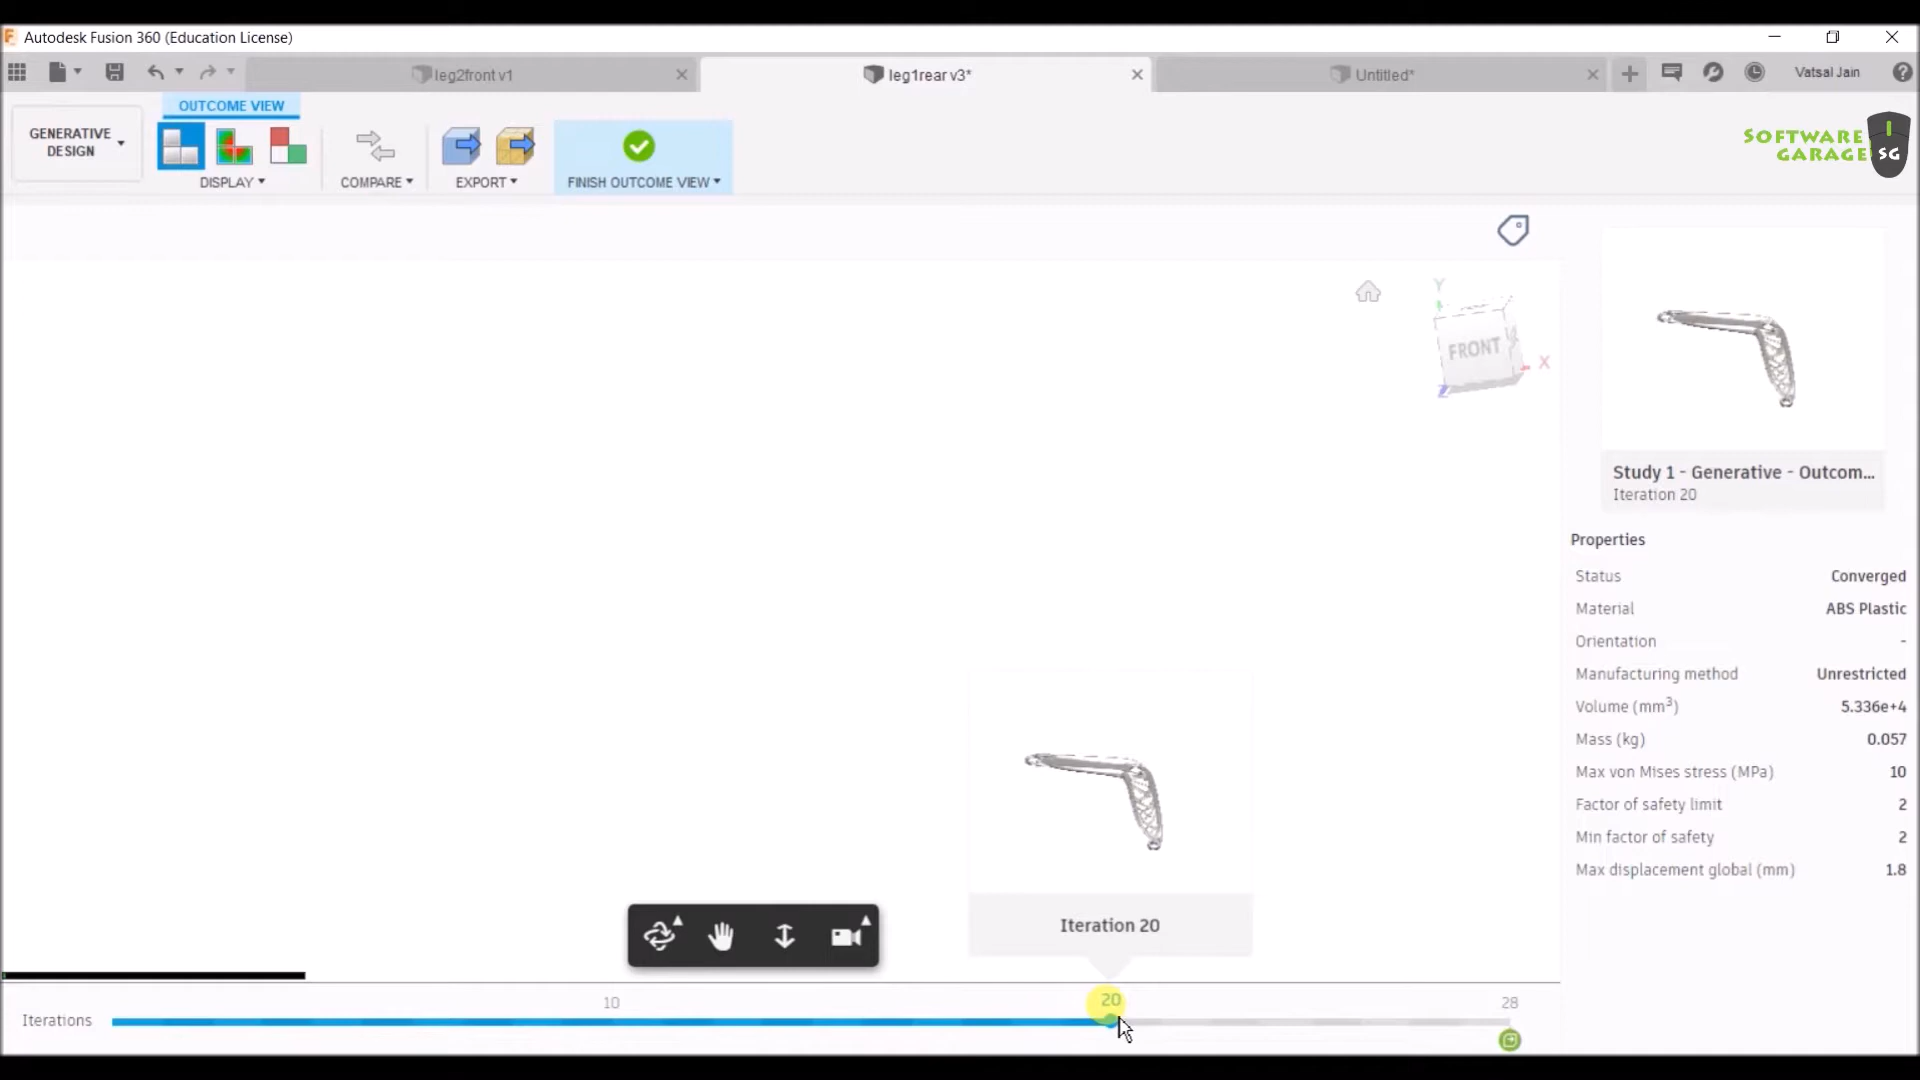 Autodesk Fusion 360 (Education License)
leg2front v1
leg1rear v3*
Untitled*
Vatsal Jain
GENERATIVE
DESIGN
OUTCOME VIEW
DISPLAY
COMPARE
EXPORT
FINISH OUTCOME VIEW
SOFTWARE
GARAGE
SG
Y
FRONT
X
Z
Study 1 - Generative - Outcom...
Iteration 20
Properties
Status Converged
Material ABS Plastic
Orientation -
Manufacturing method Unrestricted
Volume (mm³) 5.336e+4
Mass (kg) 0.057
Max von Mises stress (MPa) 10
Factor of safety limit 2
Min factor of safety 2
Max displacement global (mm) 1.8
Iteration 20
10
20
28
Iterations